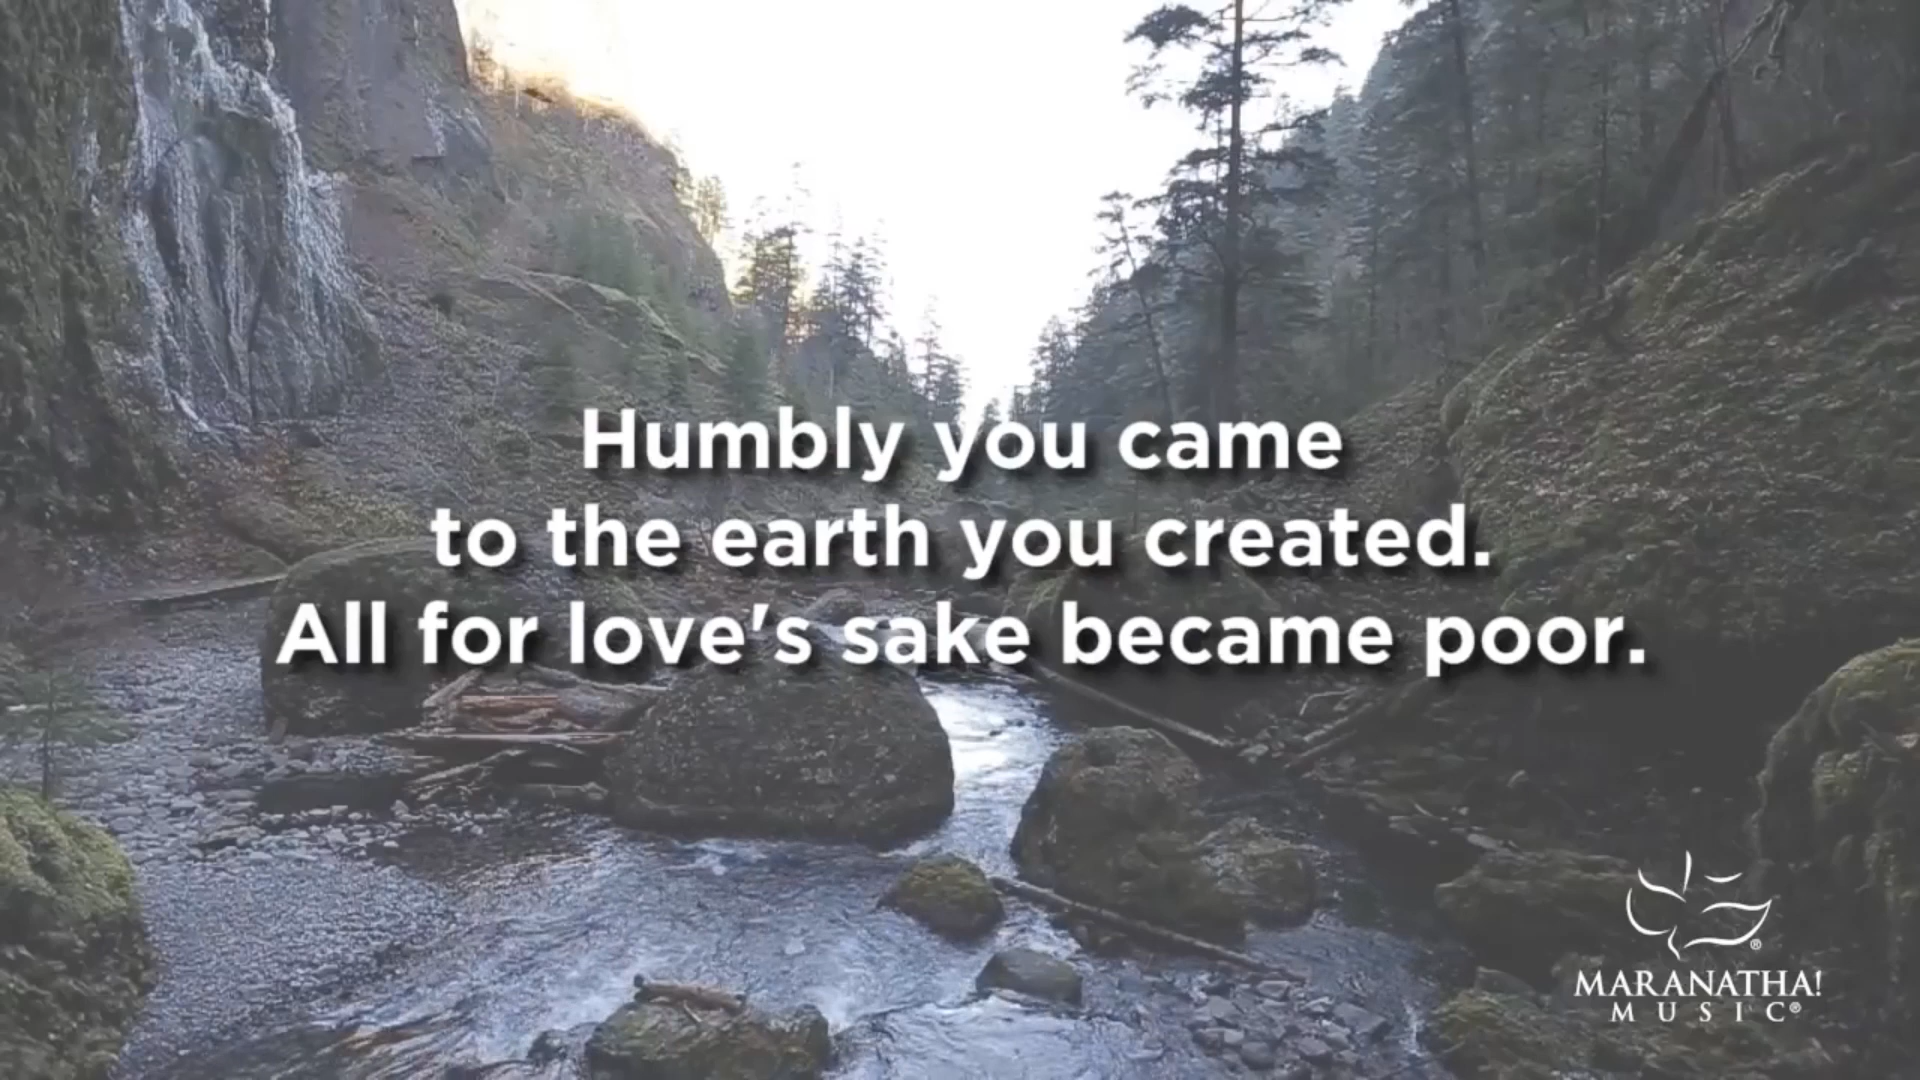 Humbly you came
to the earth you created.
All for love's sake became poor.
MARANATHA!
MUSIC®